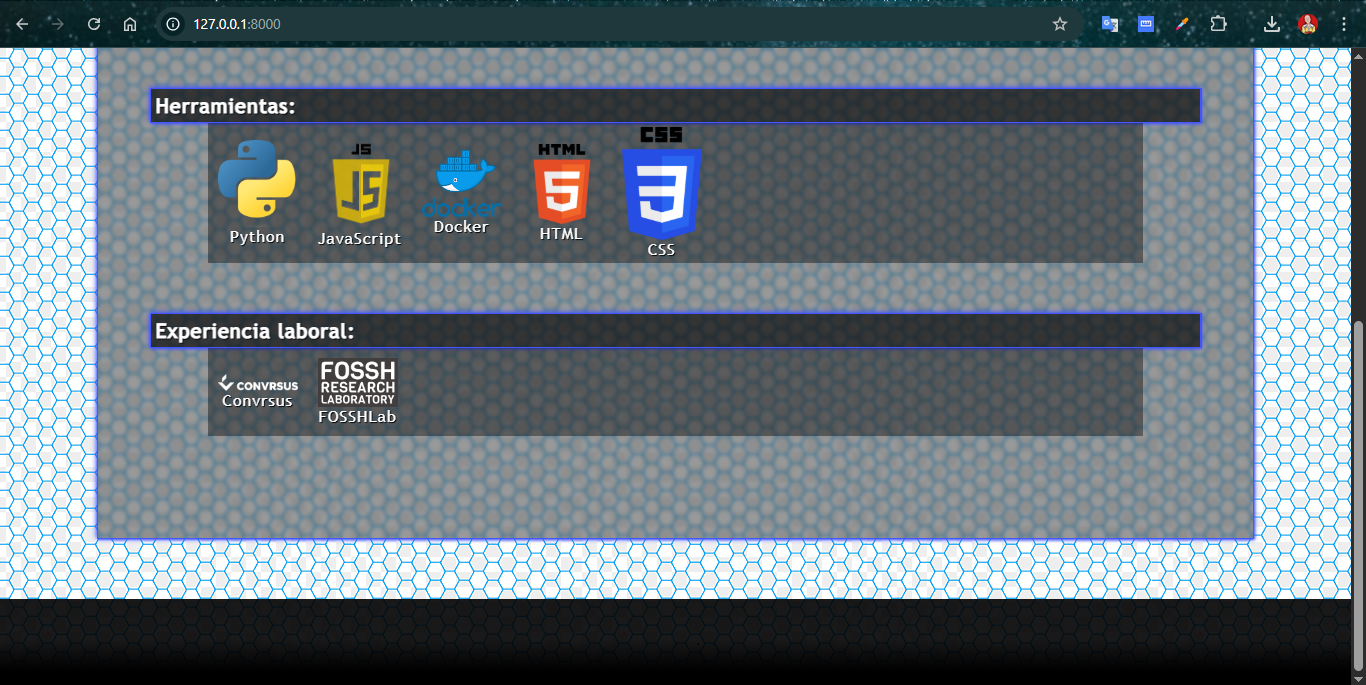 127.0.0.1:8000
Herramientas:
JS
HTML
CSS
JS
5
3
docker
Python
JavaScript
Docker
HTML
CSS
Experiencia laboral:
CONVRSUS
Convrsus
FOSSH
RESEARCH
LABORATORY
FOSSHLab